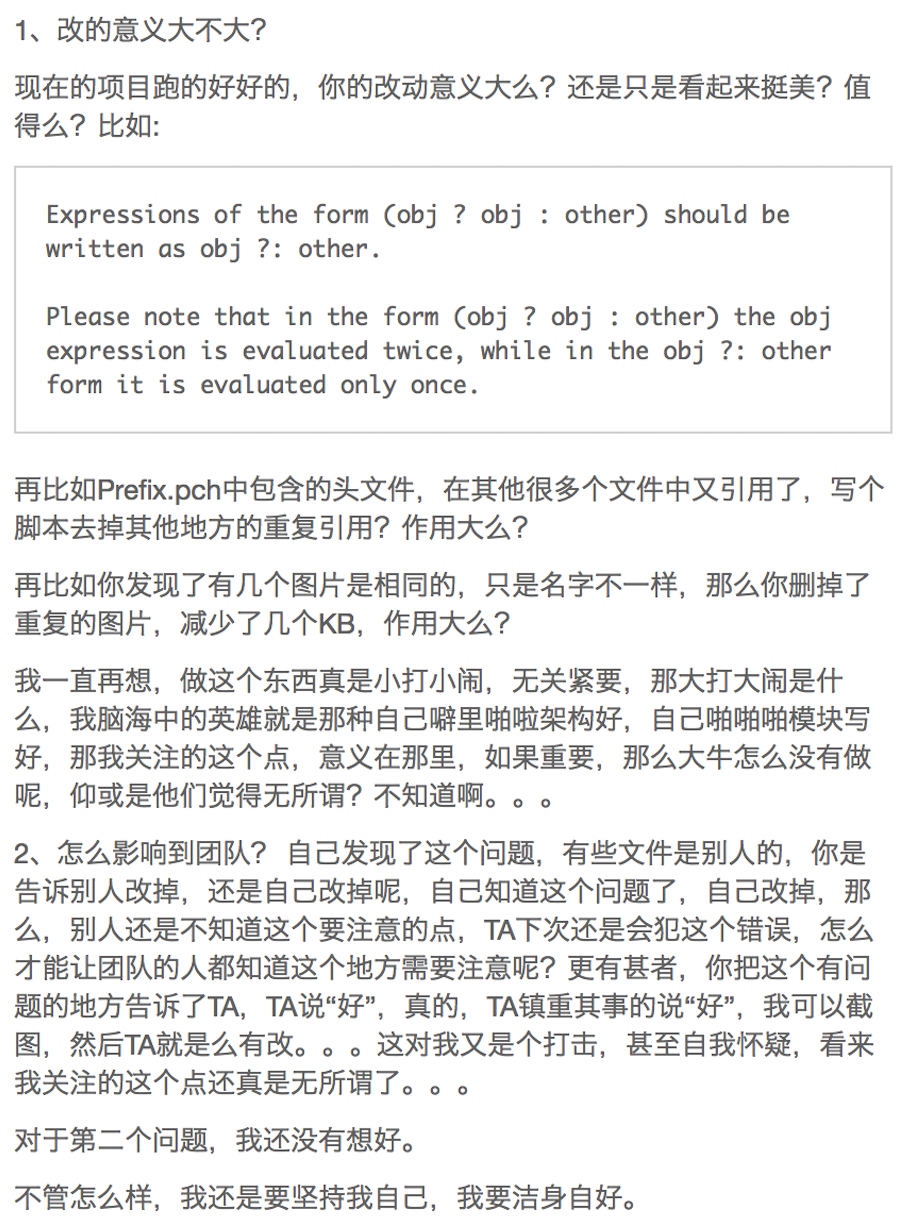 1、改的意义大不大？
现在的项目跑的好好的，你的改动意义大么？还是只是看起来挺美？值
得么？比如:
Expressions of the form (obj ? obj : other) should be
written as obj ?: other.
Please note that in the form (obj ? obj : other) the obj
expression is evaluated twice, while in the obj ?: other
form it is evaluated only once.
再比如Prefix.pch中包含的头文件，在其他很多个文件中又引用了，写个
脚本去掉其他地方的重复引用？作用大么？
再比如你发现了有几个图片是相同的，只是名字不一样，那么你删掉了
重复的图片，减少了几个KB，作用大么？
我一直再想，做这个东西真是小打小闹，无关紧要，那大打大闹是什
么，我脑海中的英雄就是那种自己噼里啪啦架构好，自己啪啪啪模块写
好，那我关注的这个点，意义在那里，如果重要，那么大牛怎么没有做
呢，仰或是他们觉得无所谓？不知道啊。。。
2、怎么影响到团队？ 自己发现了这个问题，有些文件是别人的，你是
告诉别人改掉，还是自己改掉呢，自己知道这个问题了，自己改掉，那
么，别人还是不知道这个要注意的点，TA下次还是会犯这个错误，怎么
才能让团队的人都知道这个地方需要注意呢？更有甚者，你把这个有问
题的地方告诉了TA，TA说“好”，真的，TA镇重其事的说“好”，我可以截
图，然后TA就是么有改。。。这对我又是个打击，甚至自我怀疑，看来
我关注的这个点还真是无所谓了。。。
对于第二个问题，我还没有想好。
不管怎么样，我还是要坚持我自己，我要洁身自好。